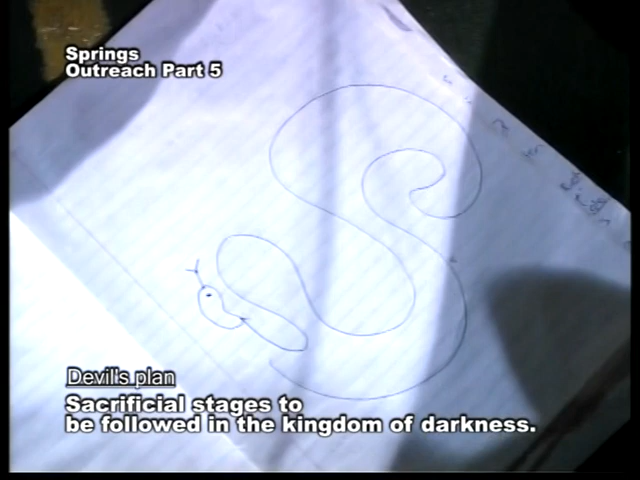 Springs
Outreach Part 5
Devil's plan
Sacrificial stages to
be followed in the kingdom of darkness.